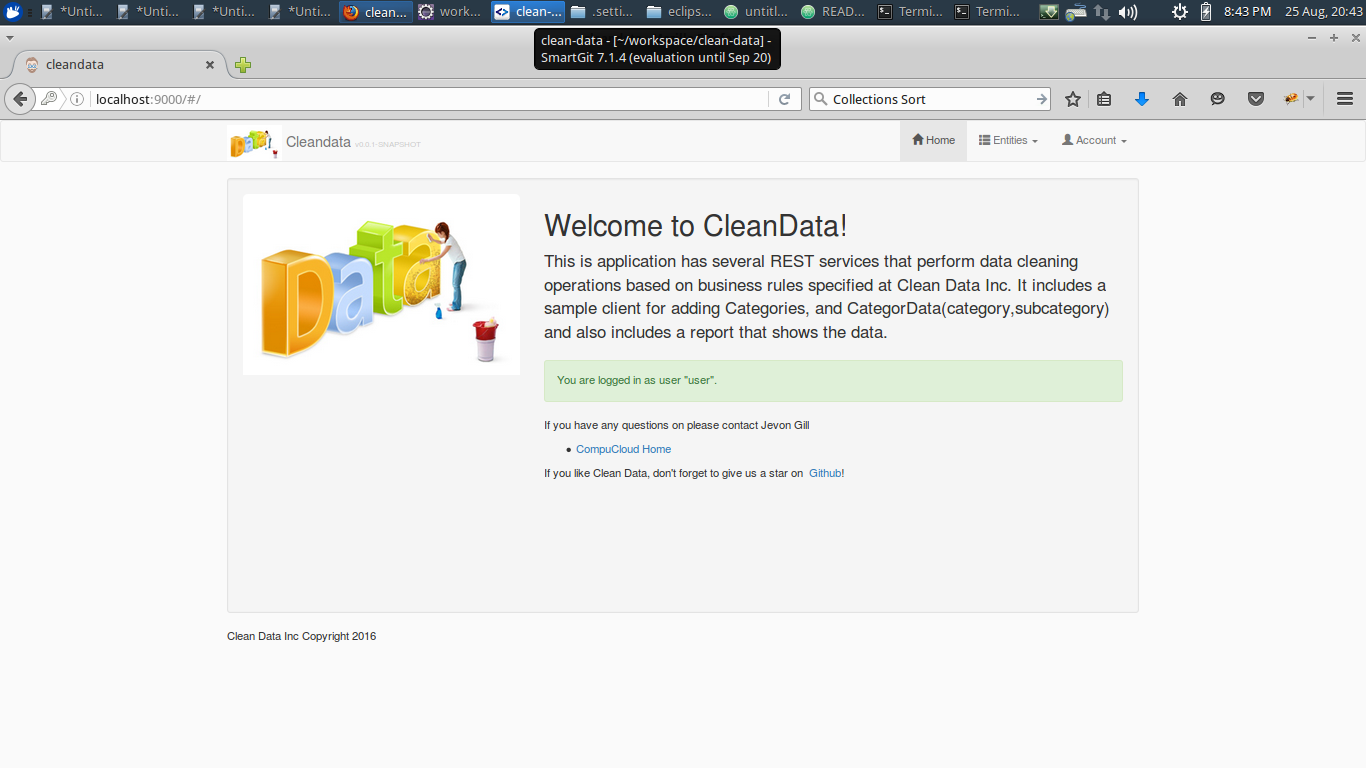 *Unti...
*Unti...
*Unti...
*Unti...
clean...
work...
clean-...
.setti...
eclips...
untitl...
READ...
Termi...
Termi...
8:43 PM
25 Aug, 20:43
clean-data - [~/workspace/clean-data] -
SmartGit 7.1.4 (evaluation until Sep 20)
cleandata
localhost:9000/#/
Collections Sort
Cleandata v0.0.1-SNAPSHOT
Home
Entities
Account
Data
Data
Welcome to CleanData!
This is application has several REST services that perform data cleaning
operations based on business rules specified at Clean Data Inc. It includes a
sample client for adding Categories, and CategorData(category,subcategory)
and also includes a report that shows the data.
You are logged in as user "user".
If you have any questions on please contact Jevon Gill
• CompuCloud Home
If you like Clean Data, don't forget to give us a star on Github!
Clean Data Inc Copyright 2016